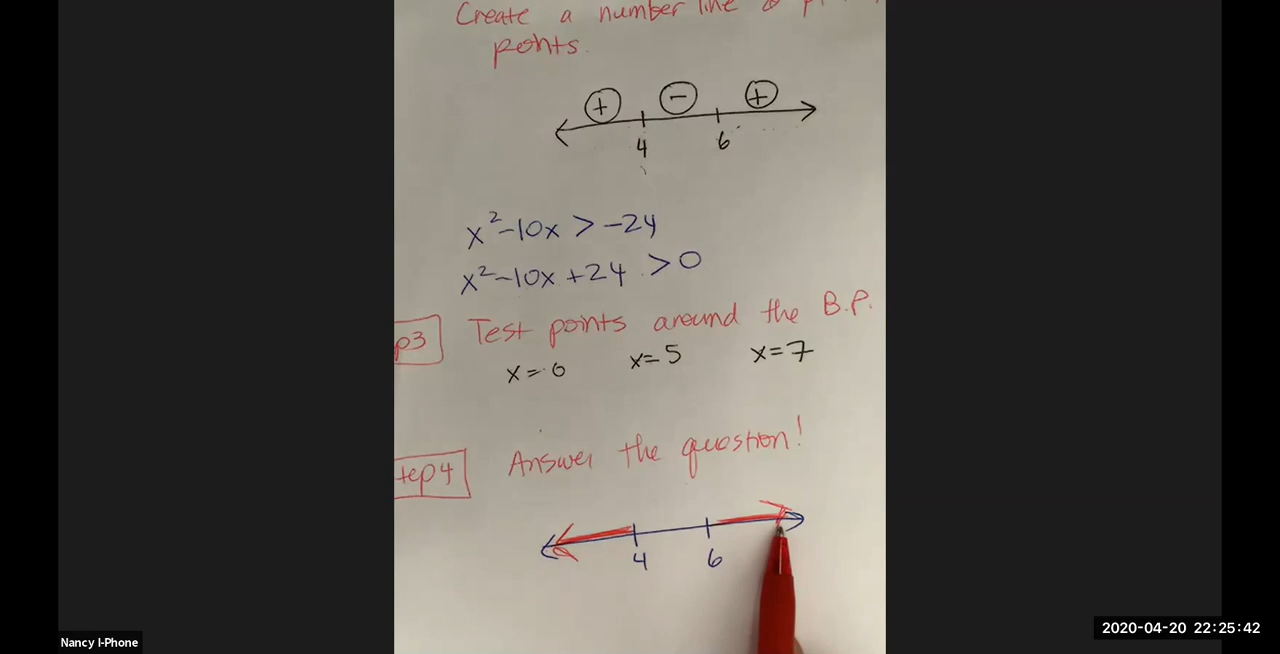 Create a number line &
points.
+ - +
4 6
x²-10x > -24
x²-10x+24 > 0
p3 Test points around the B.P.
x=0 x=5 x=7
tep4 Answer the question!
4 6
Nancy I-Phone
2020-04-20 22:25:42